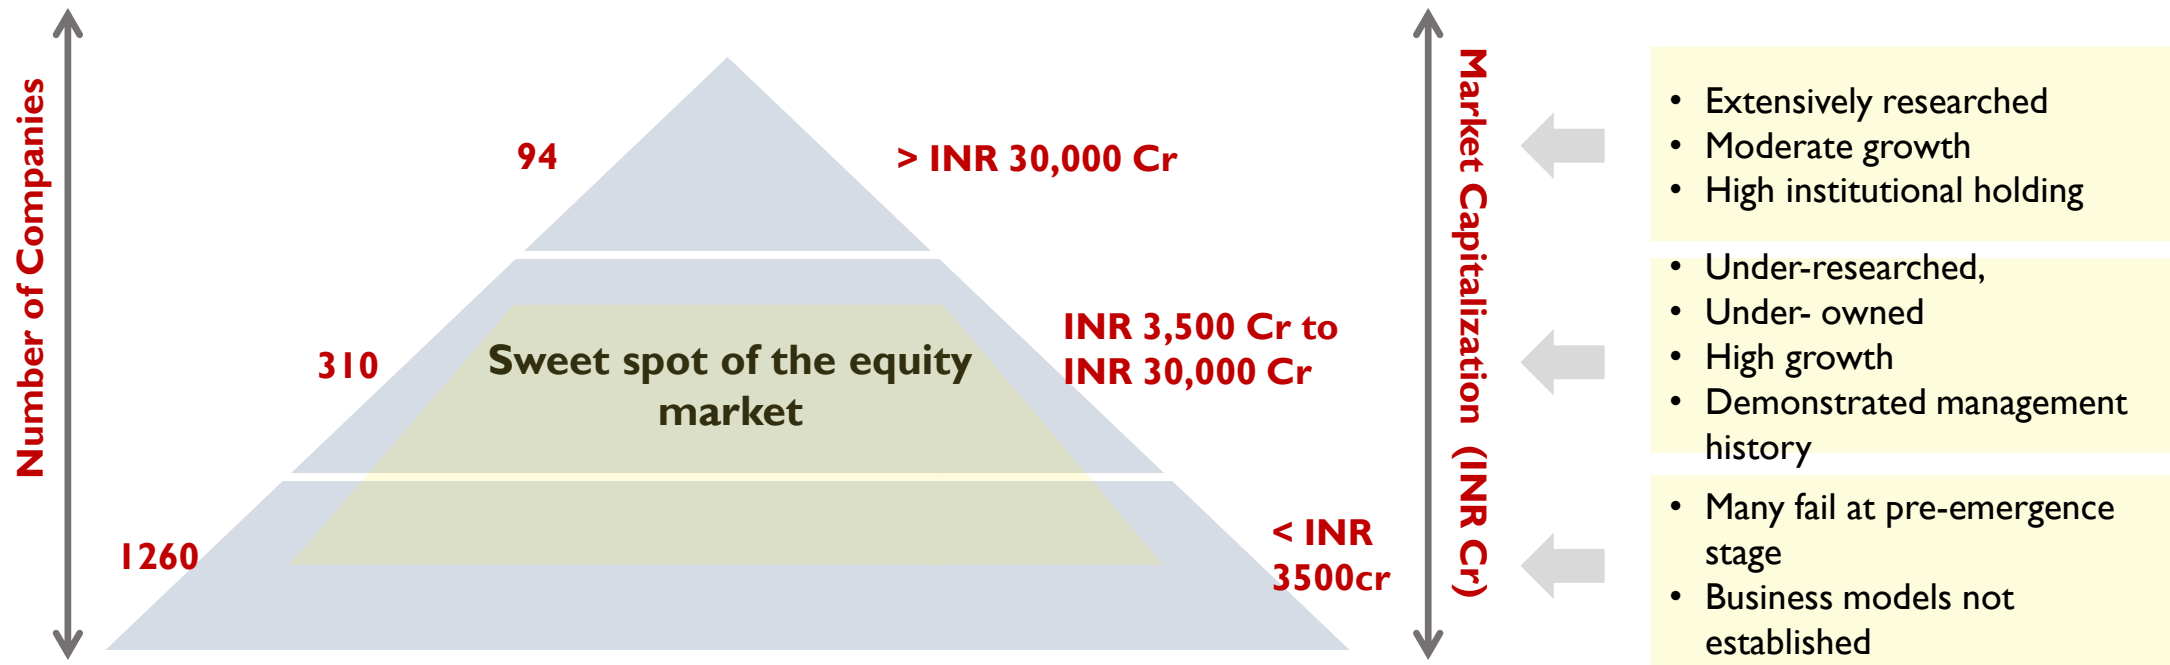 Number of Companies
94
> INR 30,000 Cr
310
Sweet spot of the equity
market
INR 3,500 Cr to
INR 30,000 Cr
1260
< INR
3500cr
Market Capitalization (INR Cr)
• Extensively researched
• Moderate growth
• High institutional holding
• Under-researched,
• Under- owned
• High growth
• Demonstrated management
history
• Many fail at pre-emergence
stage
• Business models not
established